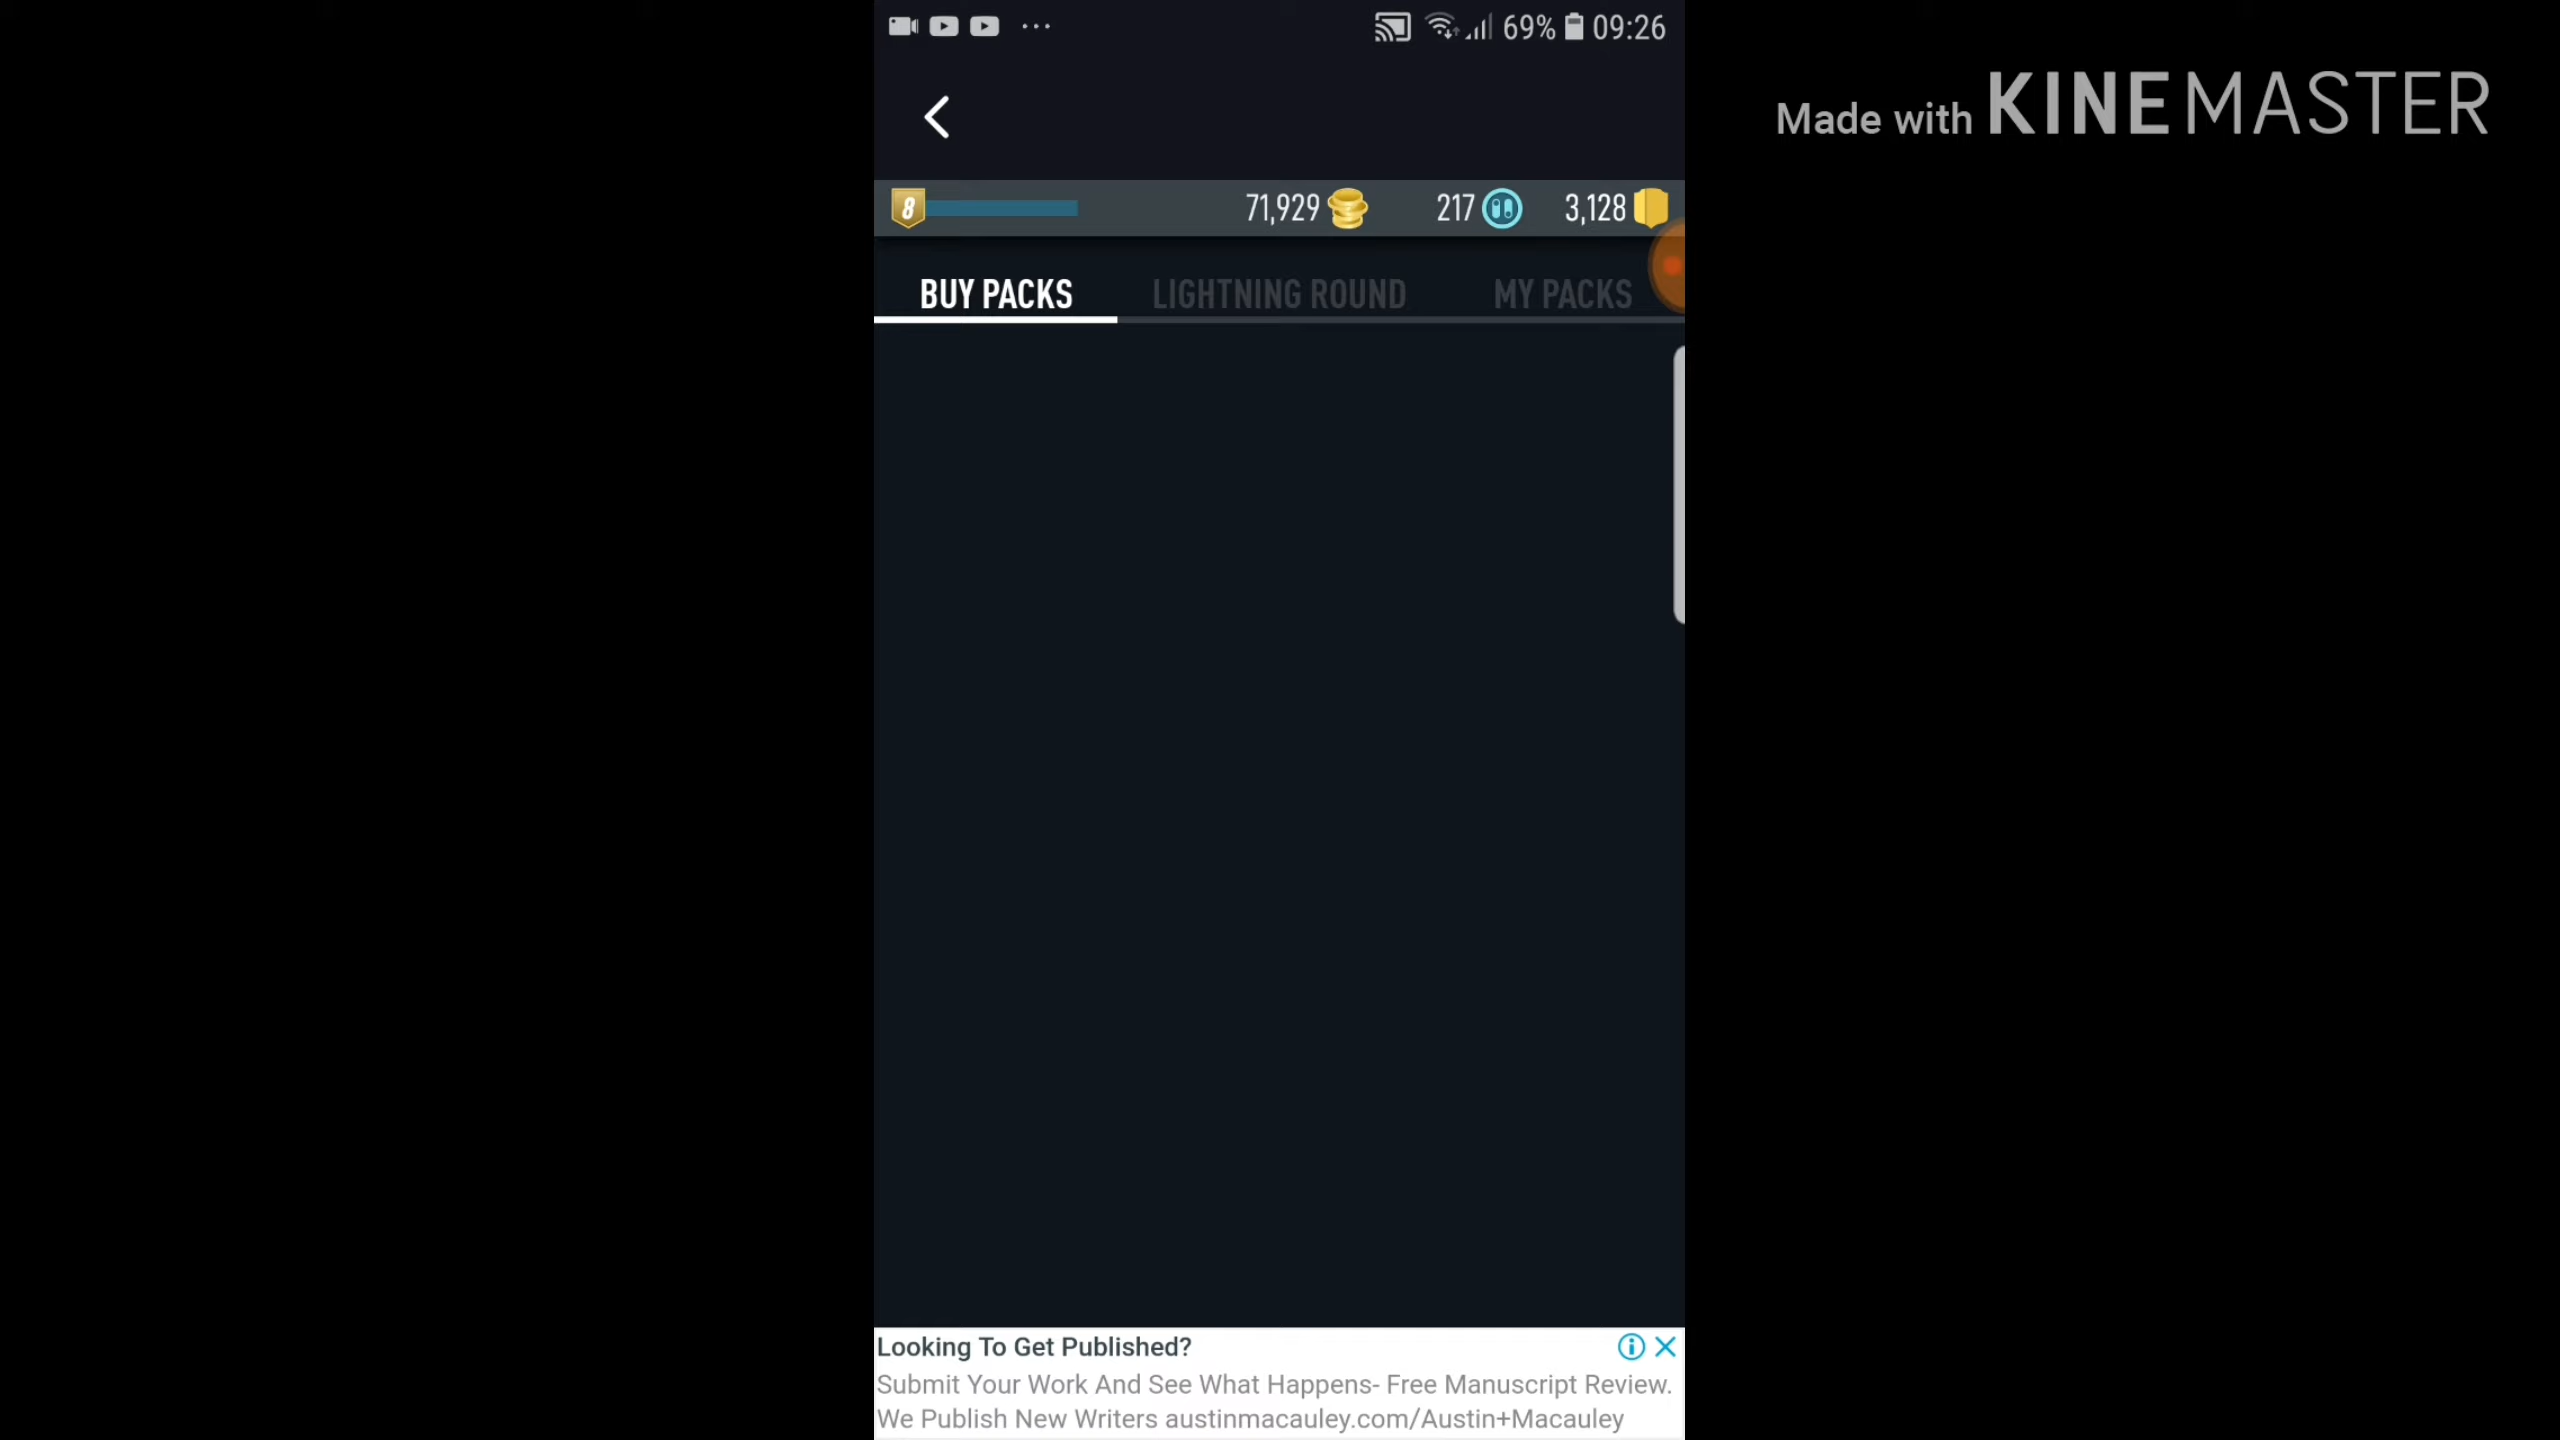 69% 09:26
Made with KINEMASTER
8 71,929 217 3,128
BUY PACKS LIGHTNING ROUND MY PACKS
Looking To Get Published?
Submit Your Work And See What Happens- Free Manuscript Review.
We Publish New Writers austinmacauley.com/Austin+Macauley